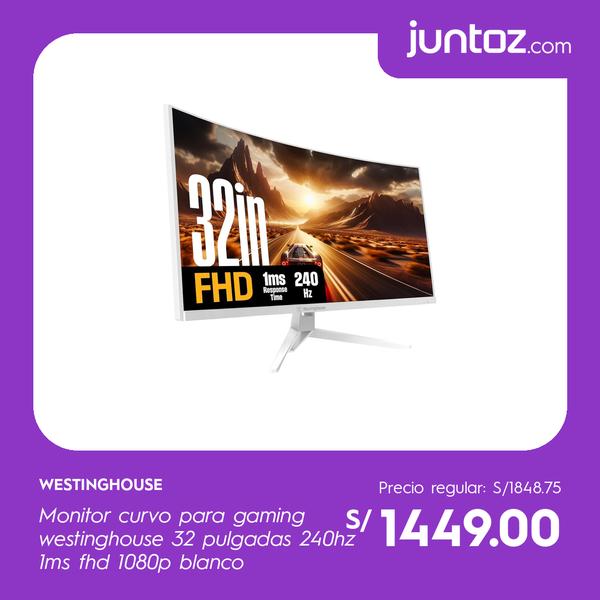 juntoz.com
32in
FHD
1ms
Response
Time
240
Hz
Westinghouse
WESTINGHOUSE
Monitor curvo para gaming
westinghouse 32 pulgadas 240hz
1ms fhd 1080p blanco
Precio regular: S/1848.75
S/ 1449.00